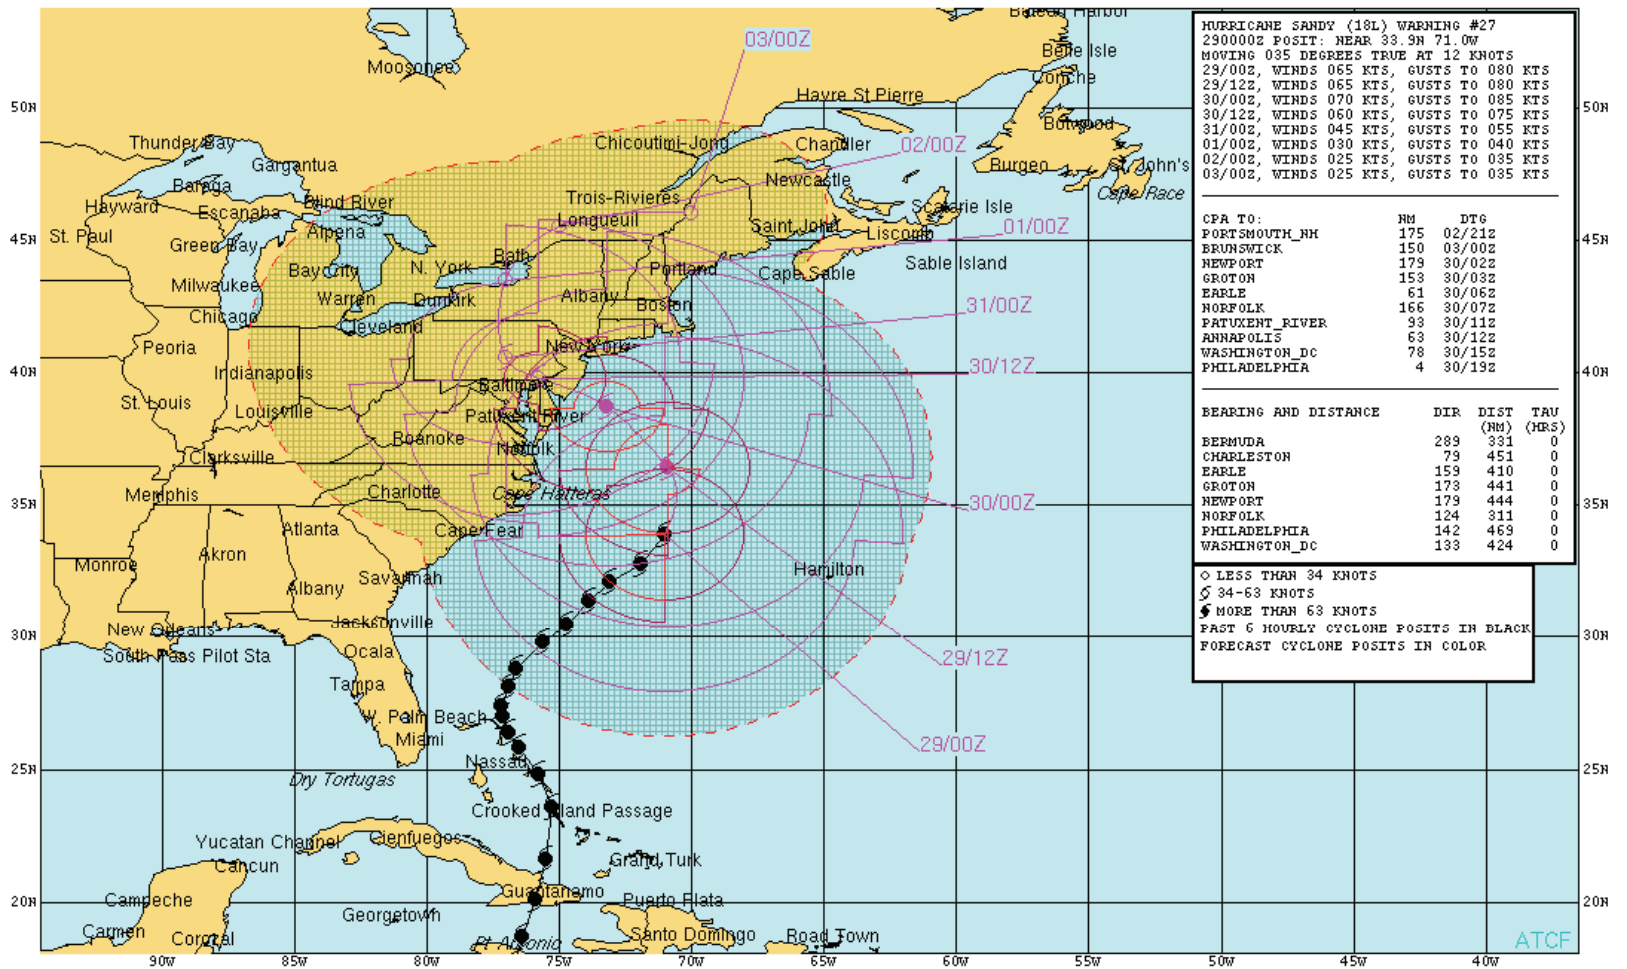 HURRICANE SANDY (18L) WARNING #27
290000Z POSIT: NEAR 33.9N 71.0W
MOVING 035 DEGREES TRUE AT 12 KNOTS
29/00Z, WINDS 065 KTS, GUSTS TO 080 KTS
29/12Z, WINDS 065 KTS, GUSTS TO 080 KTS
30/00Z, WINDS 070 KTS, GUSTS TO 085 KTS
30/12Z, WINDS 060 KTS, GUSTS TO 075 KTS
31/00Z, WINDS 045 KTS, GUSTS TO 055 KTS
01/00Z, WINDS 030 KTS, GUSTS TO 040 KTS
02/00Z, WINDS 025 KTS, GUSTS TO 035 KTS
03/00Z, WINDS 025 KTS, GUSTS TO 035 KTS
CPA TO: NM DTG
PORTSMOUTH_NH 175 02/21Z
BRUNSWICK 150 03/00Z
NEWPORT 179 30/02Z
GROTON 153 30/03Z
EARLE 61 30/06Z
NORFOLK 166 30/07Z
PATUXENT_RIVER 93 30/11Z
ANNAPOLIS 63 30/12Z
WASHINGTON_DC 78 30/15Z
PHILADELPHIA 4 30/19Z
BEARING AND DISTANCE DIR DIST TAU
(NM) (HRS)
BERMUDA 289 331 0
CHARLESTON 79 451 0
EARLE 159 410 0
GROTON 173 441 0
NEWPORT 179 444 0
NORFOLK 124 311 0
PHILADELPHIA 142 469 0
WASHINGTON_DC 133 424 0
LESS THAN 34 KNOTS
34-63 KNOTS
MORE THAN 63 KNOTS
PAST 6 HOURLY CYCLONE POSITS IN BLACK
FORECAST CYCLONE POSITS IN COLOR
03/00Z
Belle Isle
Moosonee
Conche
Havre St Pierre
50N
50N
Botwood
Thunder Bay
Chicoutimi-Jong
Chandler
02/00Z
Gargantua
Burgeo
St. John's
Baraga
Newcastle
Cape Race
Hayward
Escanaba
Blind River
Trois-Rivieres
Scatarie Isle
Longueuil
Saint John
01/00Z
St. Paul
Green Bay
Alpena
Liscomb
45N
45N
Bath
Bay City
N. York
Portland
Cape Sable
Sable Island
Milwaukee
Warren
Dunkirk
Albany
Boston
31/00Z
Chicago
Cleveland
Peoria
New York
Indianapolis
Baltimore
30/12Z
40N
40N
St. Louis
Louisville
Patuxent River
Roanoke
Norfolk
Clarksville
Memphis
Charlotte
Cape Hatteras
30/00Z
35N
35N
Atlanta
Cape Fear
Akron
Monroe
Savannah
Hamilton
Albany
New Orleans
Jacksonville
30N
30N
South Pass Pilot Sta
Ocala
29/12Z
Tampa
W. Palm Beach
Miami
29/00Z
Nassau
25N
25N
Dry Tortugas
Crooked Island Passage
Yucatan Channel
Cienfuegos
Cancun
Grand Turk
Guantanamo
Campeche
Puerto Plata
20N
20N
Georgetown
Carmen
Corozal
Pt Antonio
Santo Domingo
Road Town
ATCF
90W 85W 80W 75W 70W 65W 60W 55W 50W 45W 40W